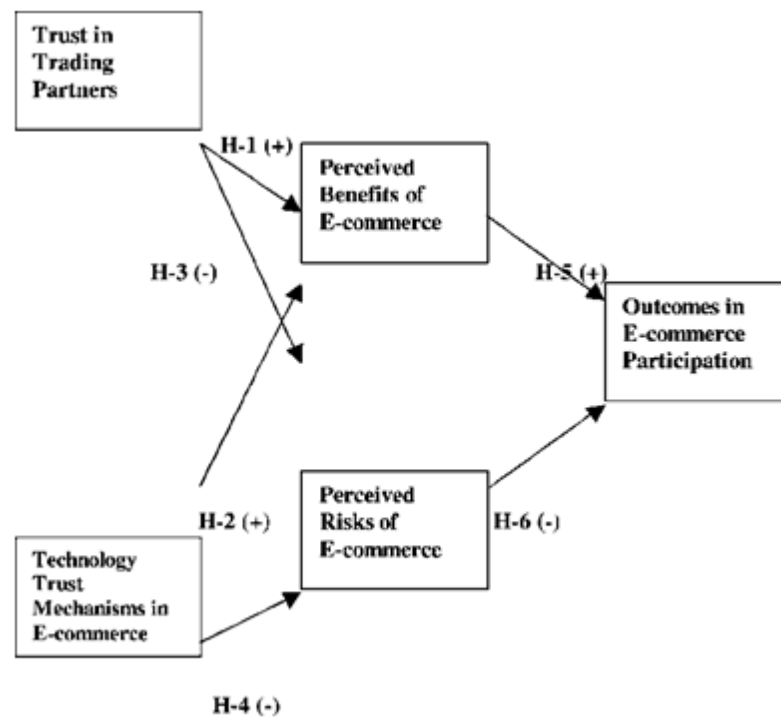 Trust in
Trading
Partners
H-1 (+)
Perceived
Benefits of
E-commerce
H-3 (-)
H-5 (+)
Outcomes in
E-commerce
Participation
Perceived
Risks of
E-commerce
H-2 (+)
H-6 (-)
Technology
Trust
Mechanisms in
E-commerce
H-4 (-)